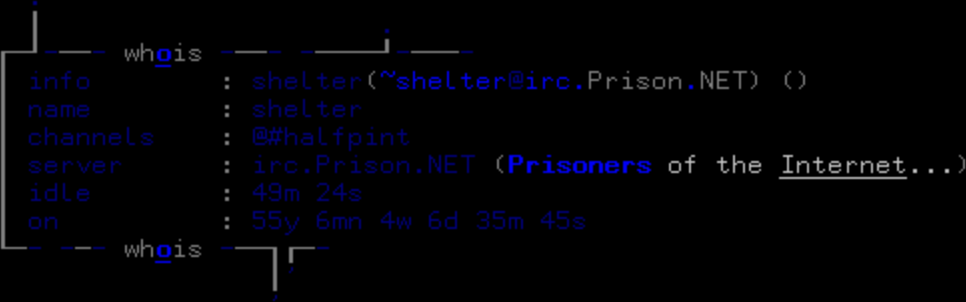 whois
info : shelter(~shelter@irc.Prison.NET) ()
name : shelter
channels : @#halfpint
server : irc.Prison.NET (Prisoners of the Internet...)
idle : 49m 24s
on : 55y 6mn 4w 6d 35m 45s
whois